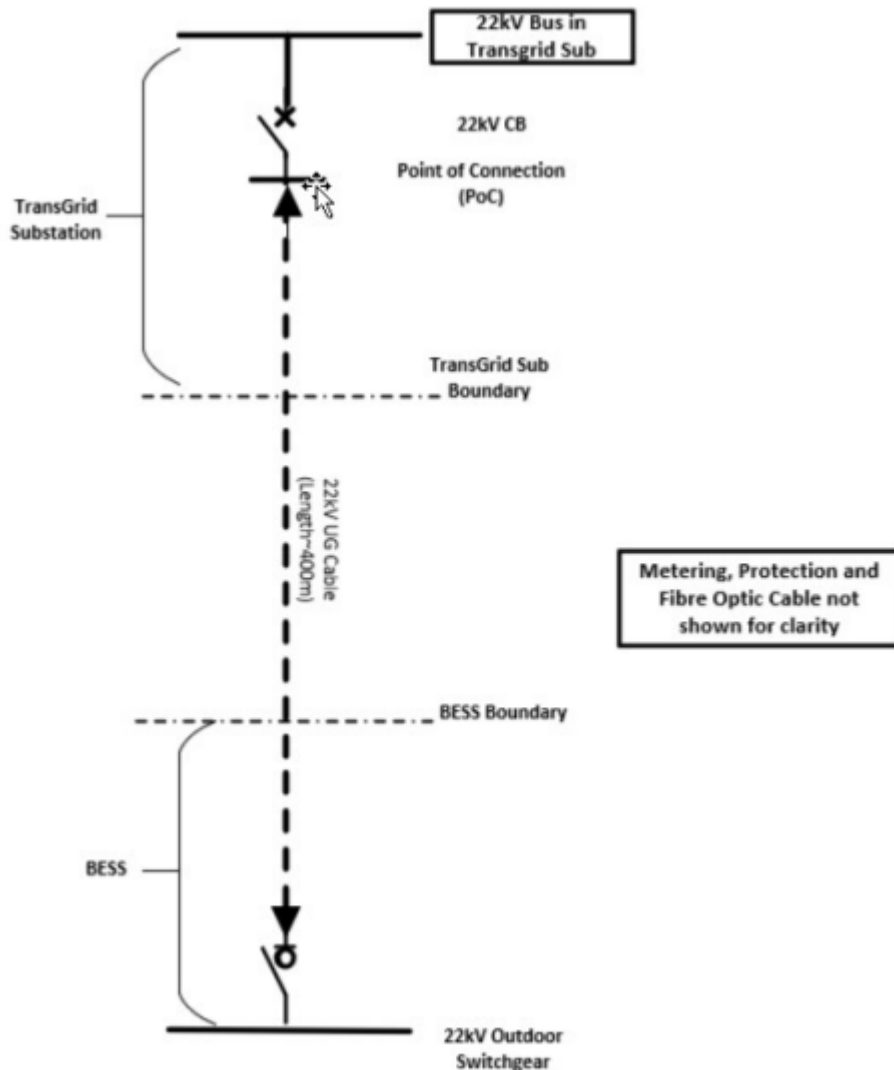 22kV Bus in
Transgrid Sub
22kV CB
Point of Connection
(PoC)
TransGrid
Substation
TransGrid Sub
Boundary
22kV UG Cable
(Length~400m)
Metering, Protection and
Fibre Optic Cable not
shown for clarity
BESS Boundary
BESS
22kV Outdoor
Switchgear